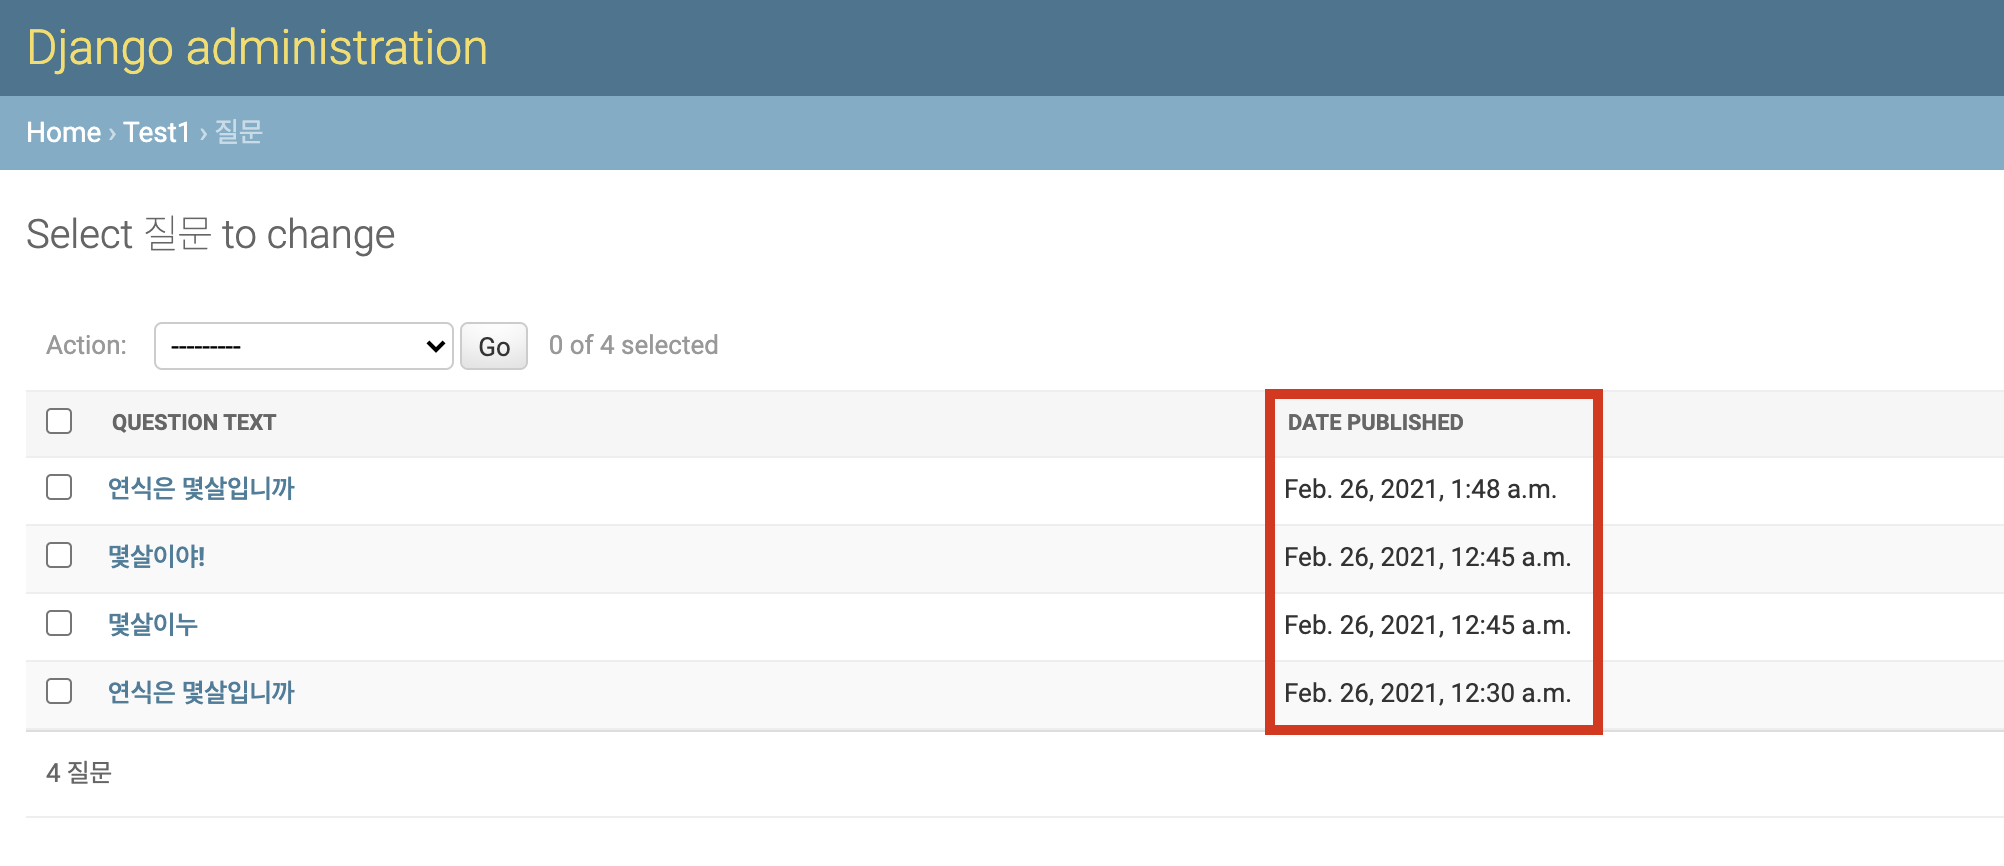 Django administration
Home › Test1 › 질문
Select 질문 to change
Action: --------- Go 0 of 4 selected
QUESTION TEXT DATE PUBLISHED
연식은 몇살입니까 Feb. 26, 2021, 1:48 a.m.
몇살이야! Feb. 26, 2021, 12:45 a.m.
몇살이누 Feb. 26, 2021, 12:45 a.m.
연식은 몇살입니까 Feb. 26, 2021, 12:30 a.m.
4 질문